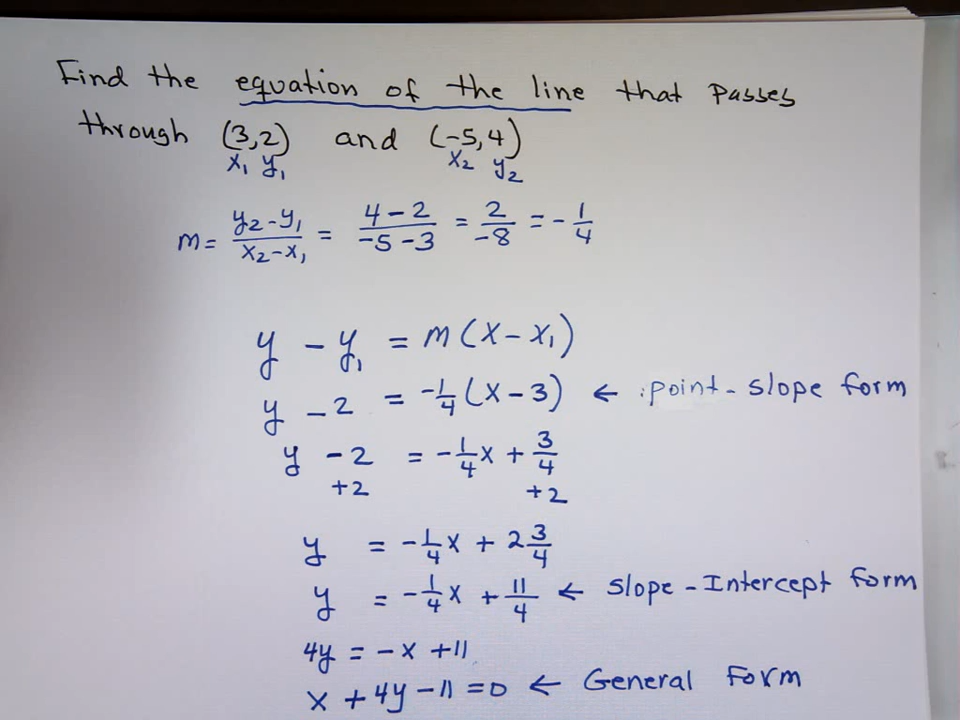 Find the equation of the line that passes
through (3,2) and (-5,4)
x₁ y₁ x₂ y₂
m = (y₂-y₁)/(x₂-x₁) = (4-2)/(-5-3) = 2/-8 = -1/4
y - y₁ = m(x-x₁)
y - 2 = -1/4(x-3) ← :point-slope form
y - 2 = -1/4x + 3/4
+2 +2
y = -1/4x + 2 3/4
y = -1/4x + 11/4 ← Slope-Intercept form
4y = -x +11
x + 4y - 11 = 0 ← General Form